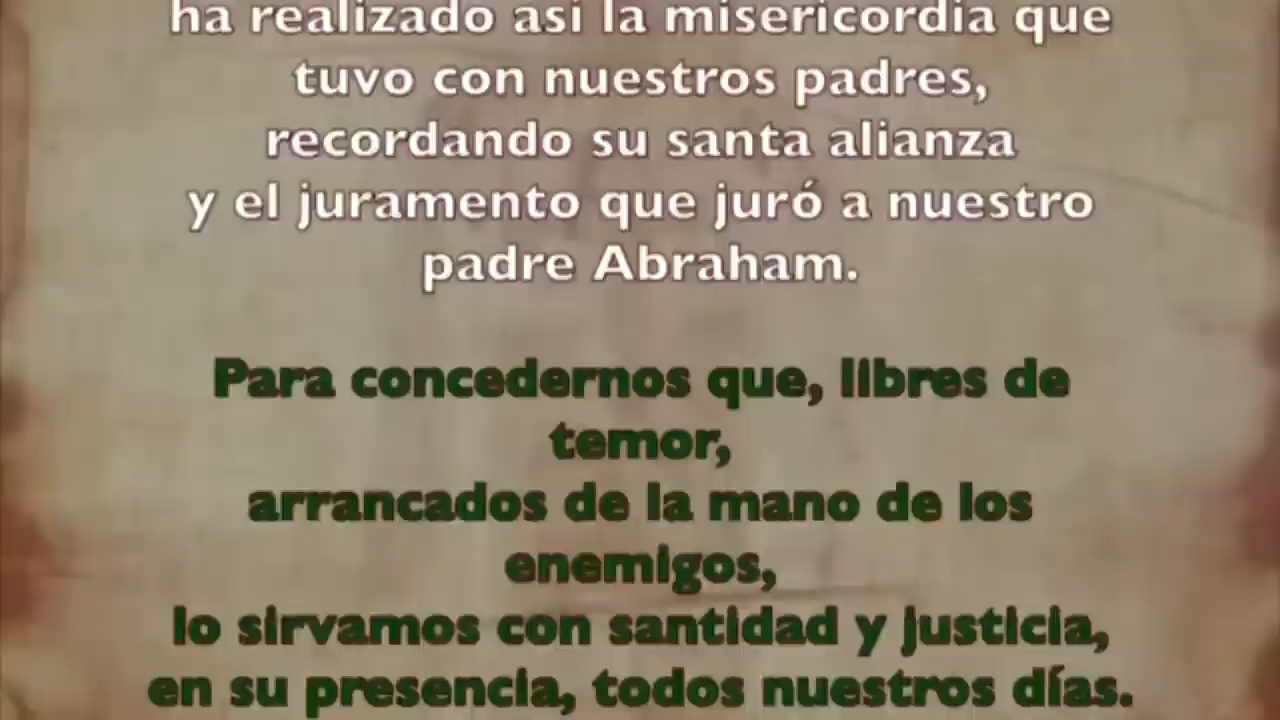 ha realizado así la misericordia que
tuvo con nuestros padres,
recordando su santa alianza
y el juramento que juró a nuestro
padre Abraham.
Para concedernos que, libres de
temor,
arrancados de la mano de los
enemigos,
lo sirvamos con santidad y justicia,
en su presencia, todos nuestros días.